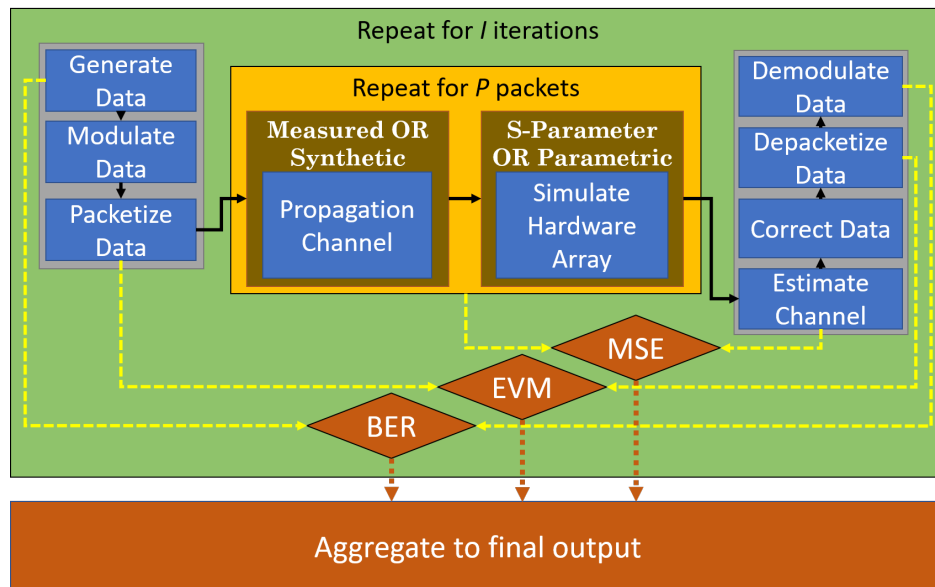 Repeat for I iterations
Generate
Data
Modulate
Data
Packetize
Data
Repeat for P packets
Measured OR
Synthetic
Propagation
Channel
S-Parameter
OR Parametric
Simulate
Hardware
Array
Demodulate
Data
Depacketize
Data
Correct Data
Estimate
Channel
MSE
EVM
BER
Aggregate to final output